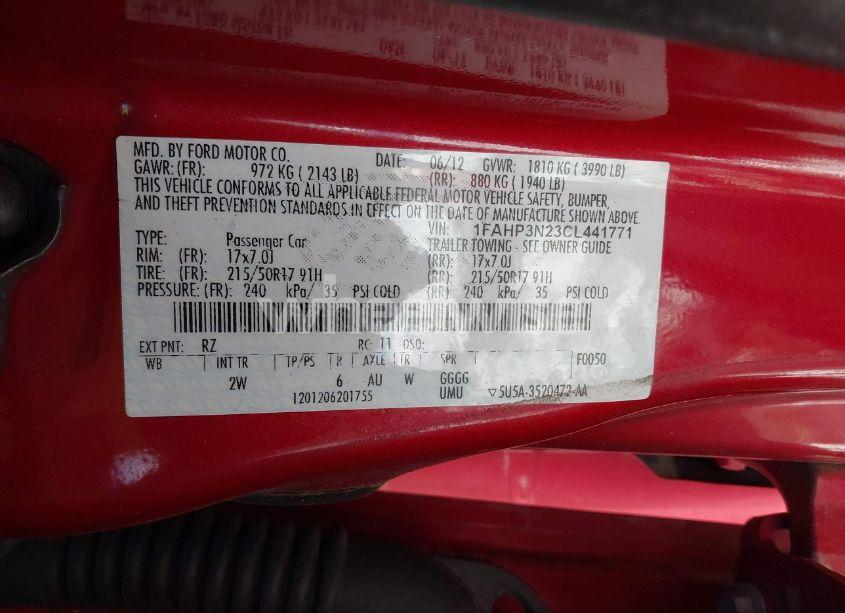 MFD. BY FORD MOTOR CO.
DATE: 06/12 GVWR: 1810 KG ( 3990 LB)
GAWR: (FR): 972 KG ( 2143 LB) (RR): 880 KG ( 1940 LB)
THIS VEHICLE CONFORMS TO ALL APPLICABLE FEDERAL MOTOR VEHICLE SAFETY, BUMPER,
AND THEFT PREVENTION STANDARDS IN EFFECT ON THE DATE OF MANUFACTURE SHOWN ABOVE.
VIN: 1FAHP3N23CL441771
TYPE: Passenger Car TRAILER TOWING - SEE OWNER GUIDE
RIM: (FR): 17x7.0J (RR): 17x7.0J
TIRE: (FR): 215/50R17 91H (RR): 215/50R17 91H
PRESSURE: (FR): 240 kPa/ 35 PSI COLD (RR) 240 kPa/ 35 PSI COLD
EXT PNT: RZ RC: 11 DSO: F0050
WB INT TR TP/PS R AXLE TR SPR
2W 6 AU W GGGG
1201206201755 UMU ▽5U5A-3520472-AA